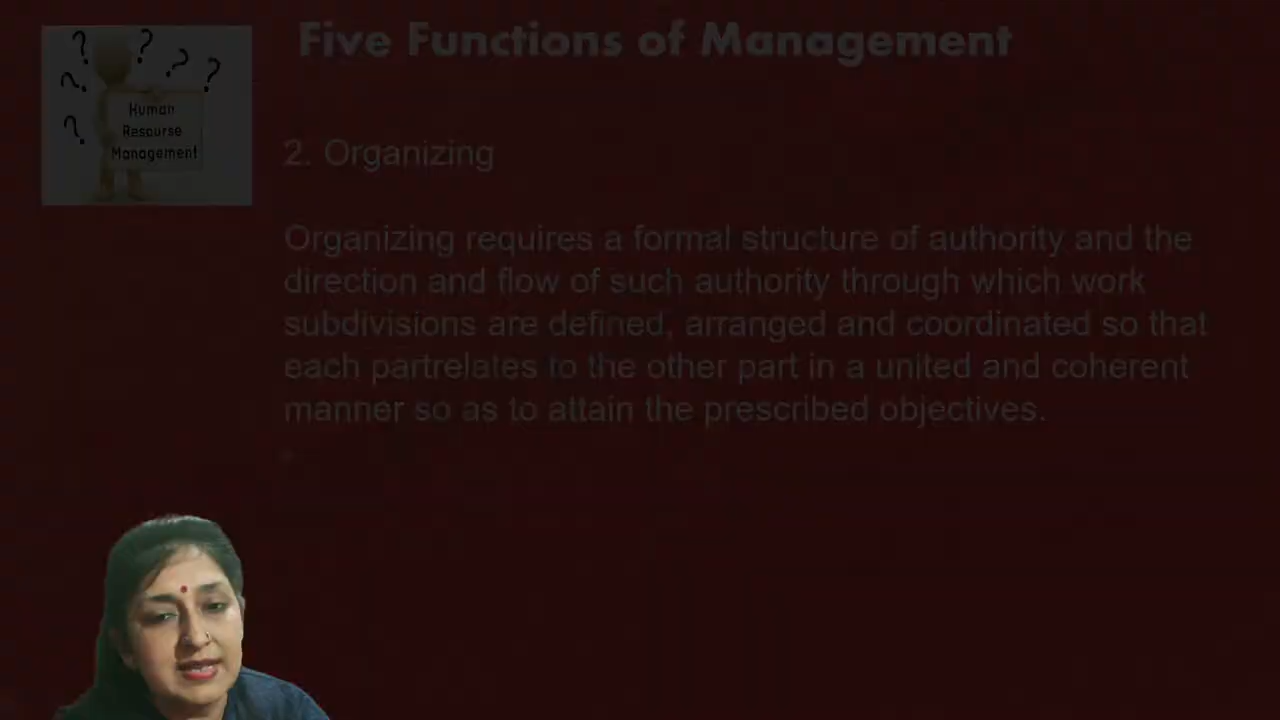 Five Functions of Management
Human
Resourse
Management
2. Organizing
Organizing requires a formal structure of authority and the
direction and flow of such authority through which work
subdivisions are defined, arranged and coordinated so that
each partrelates to the other part in a united and coherent
manner so as to attain the prescribed objectives.